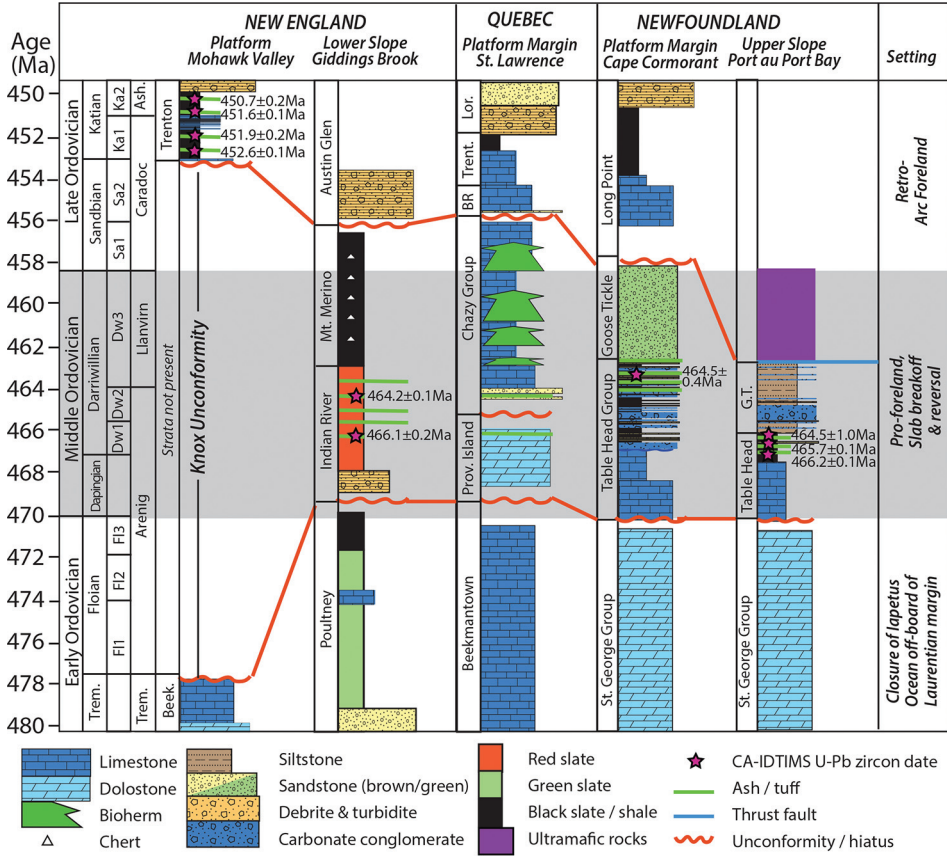 NEW ENGLAND
QUEBEC
NEWFOUNDLAND
Age
(Ma)
Platform
Mohawk Valley
Lower Slope
Giddings Brook
Platform Margin
St. Lawrence
Platform Margin
Cape Cormorant
Upper Slope
Port au Port Bay
Setting
450
452
454
456
458
460
462
464
466
468
470
472
474
476
478
480
Late Ordovician
Middle Ordovician
Early Ordovician
Katian
Sandbian
Darriwillian
Dapingian
Floian
Trem.
Ka2
Ka1
Sa2
Sa1
Dw3
Dw2
Dw1
Fl3
Fl2
Fl1
Ash.
Caradoc
Llanvirn
Arenig
Trem.
Trenton
Strata not present
Beek.
Knox Unconformity
450.7±0.2Ma
451.6±0.1Ma
451.9±0.2Ma
452.6±0.1Ma
Austin Glen
Mt. Merino
Indian River
Poultney
464.2±0.1Ma
466.1±0.2Ma
Lor.
Trent.
BR
Chazy Group
Prov. Island
Beekmantown
Long Point
Goose Tickle
Table Head Group
St. George Group
464.5±
0.4Ma
G.T.
Table Head
St. George Group
464.5±1.0Ma
465.7±0.1Ma
466.2±0.1Ma
Retro-
Arc Foreland
Pro-foreland,
Slab breakoff
& reversal
Closure of Iapetus
Ocean off-board of
Laurentian margin
Limestone
Dolostone
Bioherm
Chert
Siltstone
Sandstone (brown/green)
Debrite & turbidite
Carbonate conglomerate
Red slate
Green slate
Black slate / shale
Ultramafic rocks
CA-IDTIMS U-Pb zircon date
Ash / tuff
Thrust fault
Unconformity / hiatus